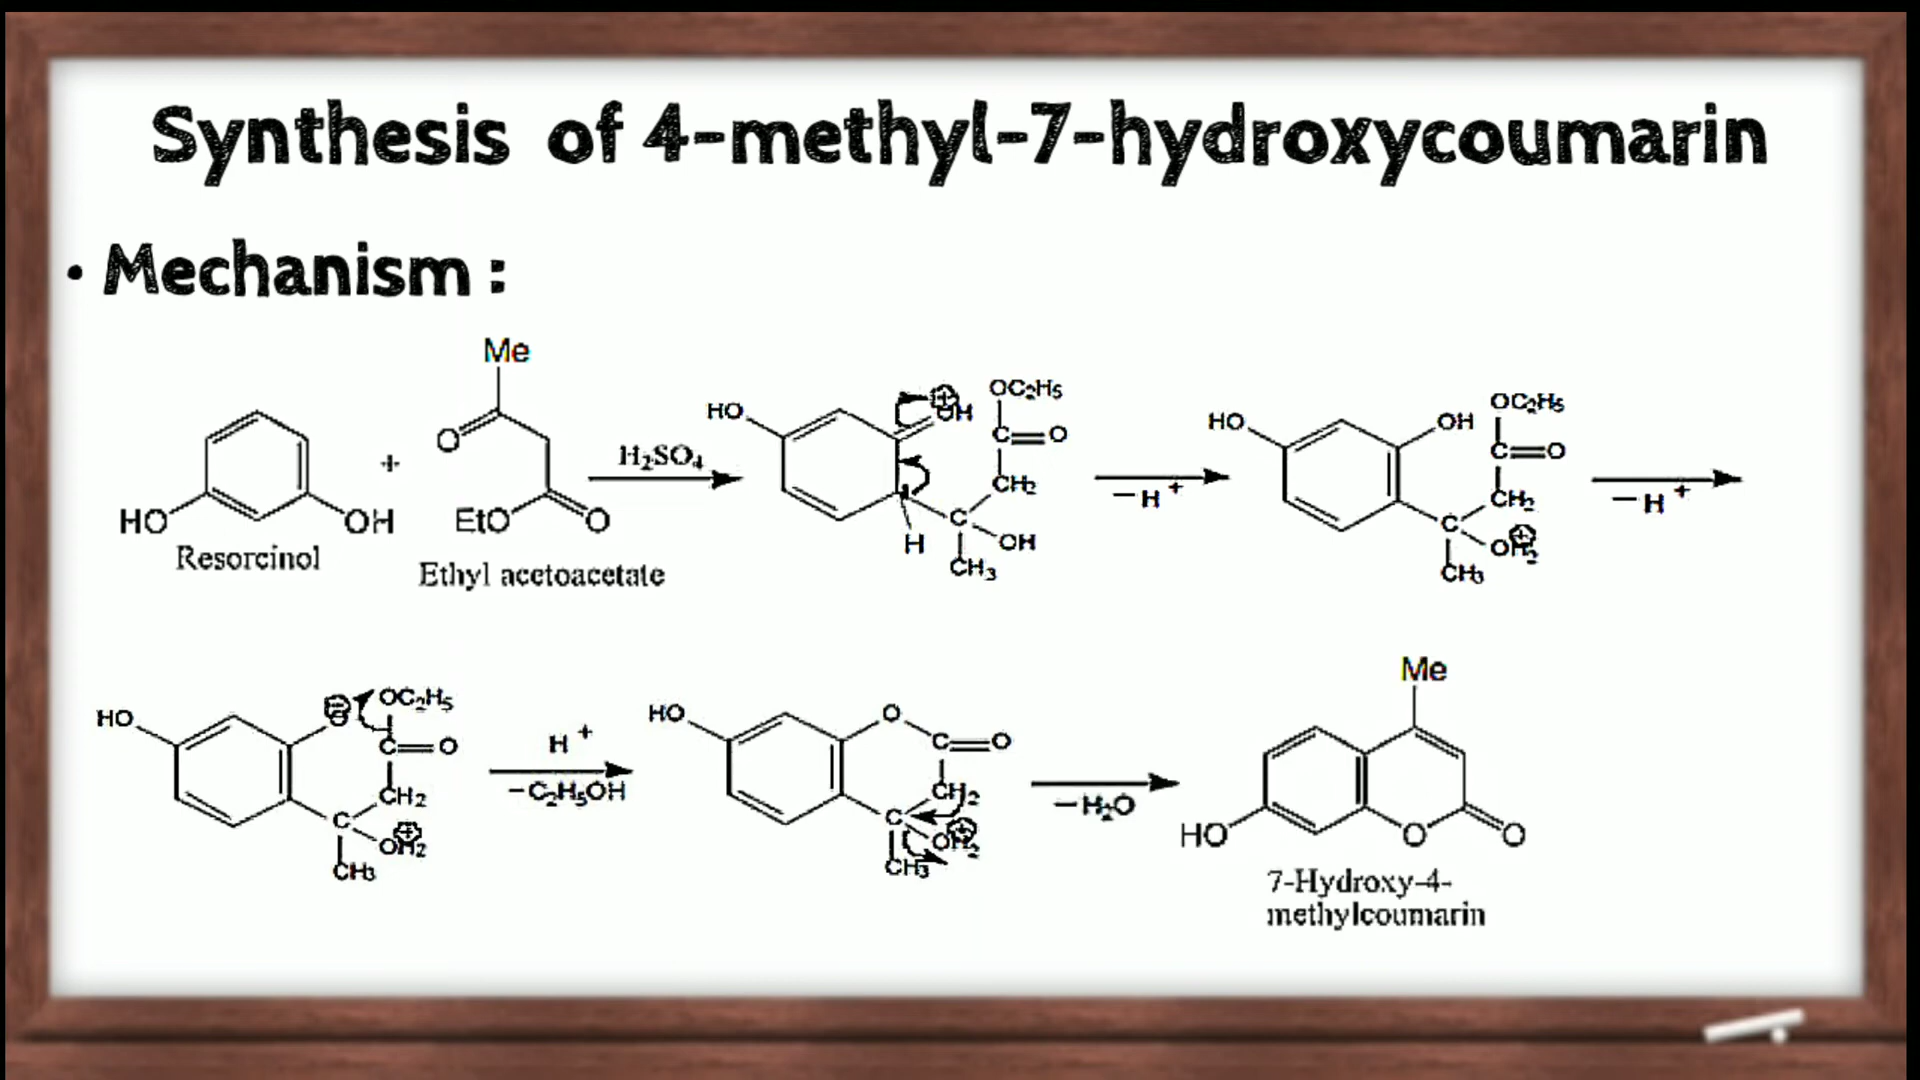 Synthesis of 4-methyl-7-hydroxycoumarin
• Mechanism :
Me
O
EtO
O
HO
OH
Resorcinol
+
Ethyl acetoacetate
H₂SO₄
HO
⊕
OH
OC₂H₅
C=O
CH₂
C
H
OH
CH₃
−H⁺
HO
OH
OC₂H₅
C=O
CH₂
C
⊕
OH₂
CH₃
−H⁺
HO
⊖
O
OC₂H₅
C=O
CH₂
C
⊕
OH₂
CH₃
H⁺
−C₂H₅OH
HO
O
C=O
CH₂
C
⊕
OH₂
CH₃
−H₂O
Me
HO
O
O
7-Hydroxy-4-
methylcoumarin